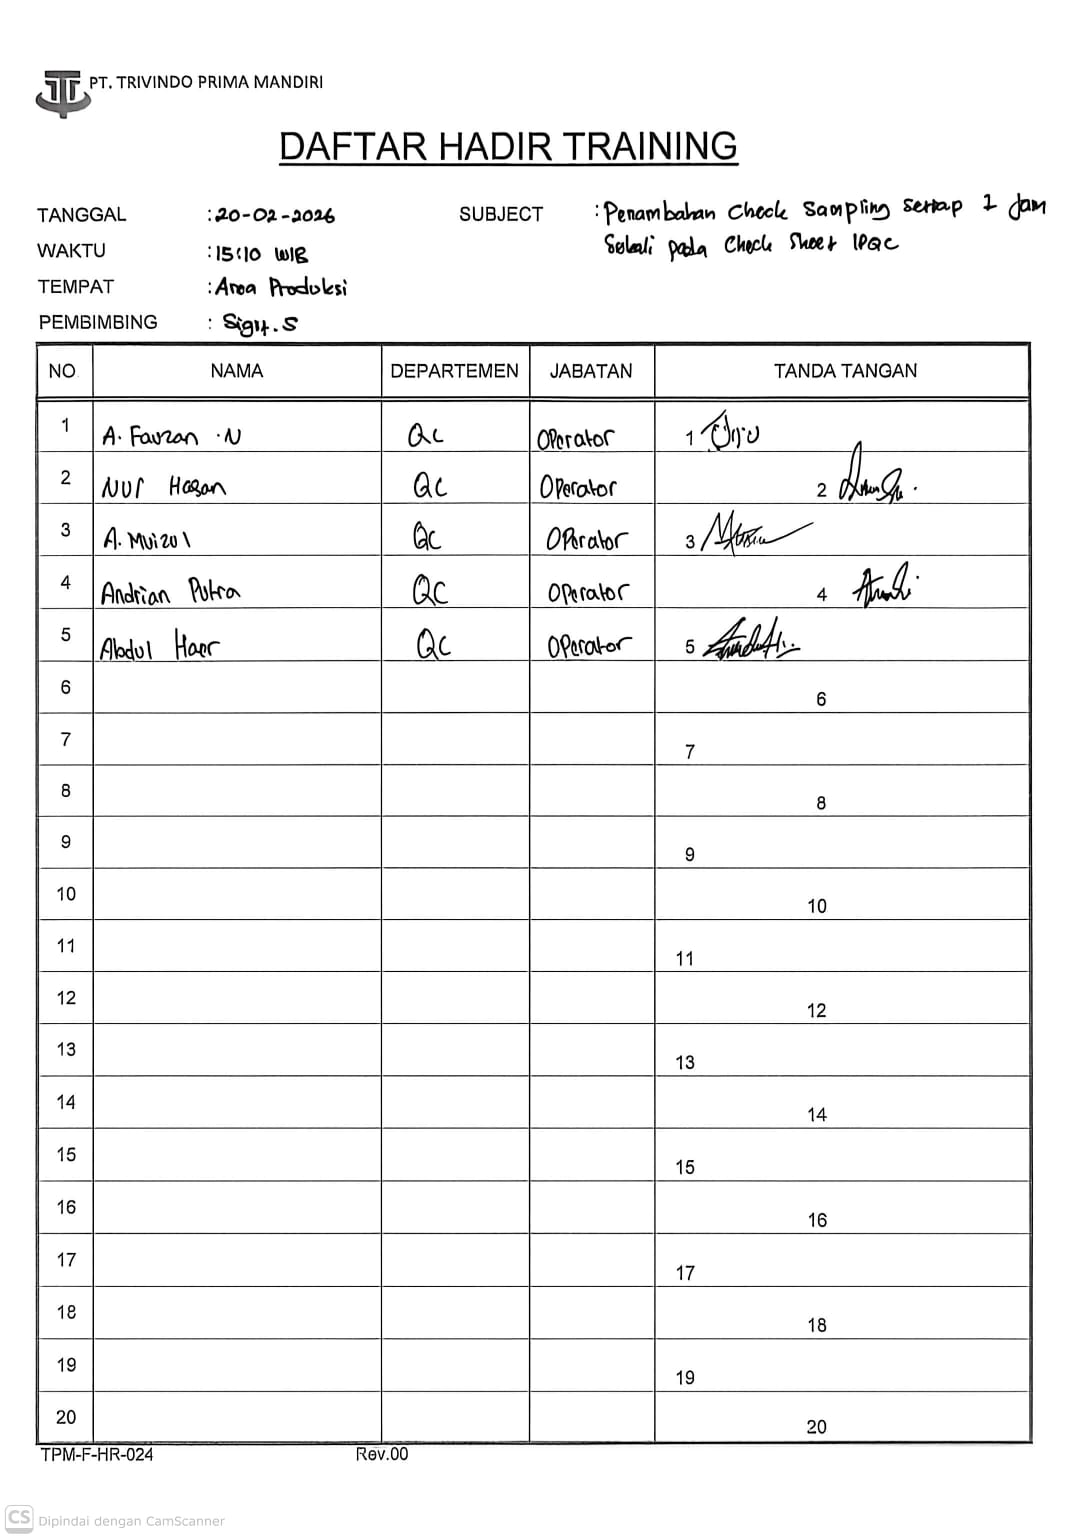 PT. TRIVINDO PRIMA MANDIRI
DAFTAR HADIR TRAINING
TANGGAL : 20-02-2026
SUBJECT : Penambahan Check Sampling setiap 1 Jam
Sekali pada Check Sheet IPQC
WAKTU : 15:10 WIB
TEMPAT : Area Produksi
PEMBIMBING : Sigit.S
NO. NAMA DEPARTEMEN JABATAN TANDA TANGAN
1 A. Fauzan .N QC Operator 1
2 Nur Hasan QC Operator 2
3 A. Muizul QC Operator 3
4 Andrian Putra QC Operator 4
5 Abdul Haer QC Operator 5
6 6
7 7
8 8
9 9
10 10
11 11
12 12
13 13
14 14
15 15
16 16
17 17
18 18
19 19
20 20
TPM-F-HR-024 Rev.00
CS Dipindai dengan CamScanner